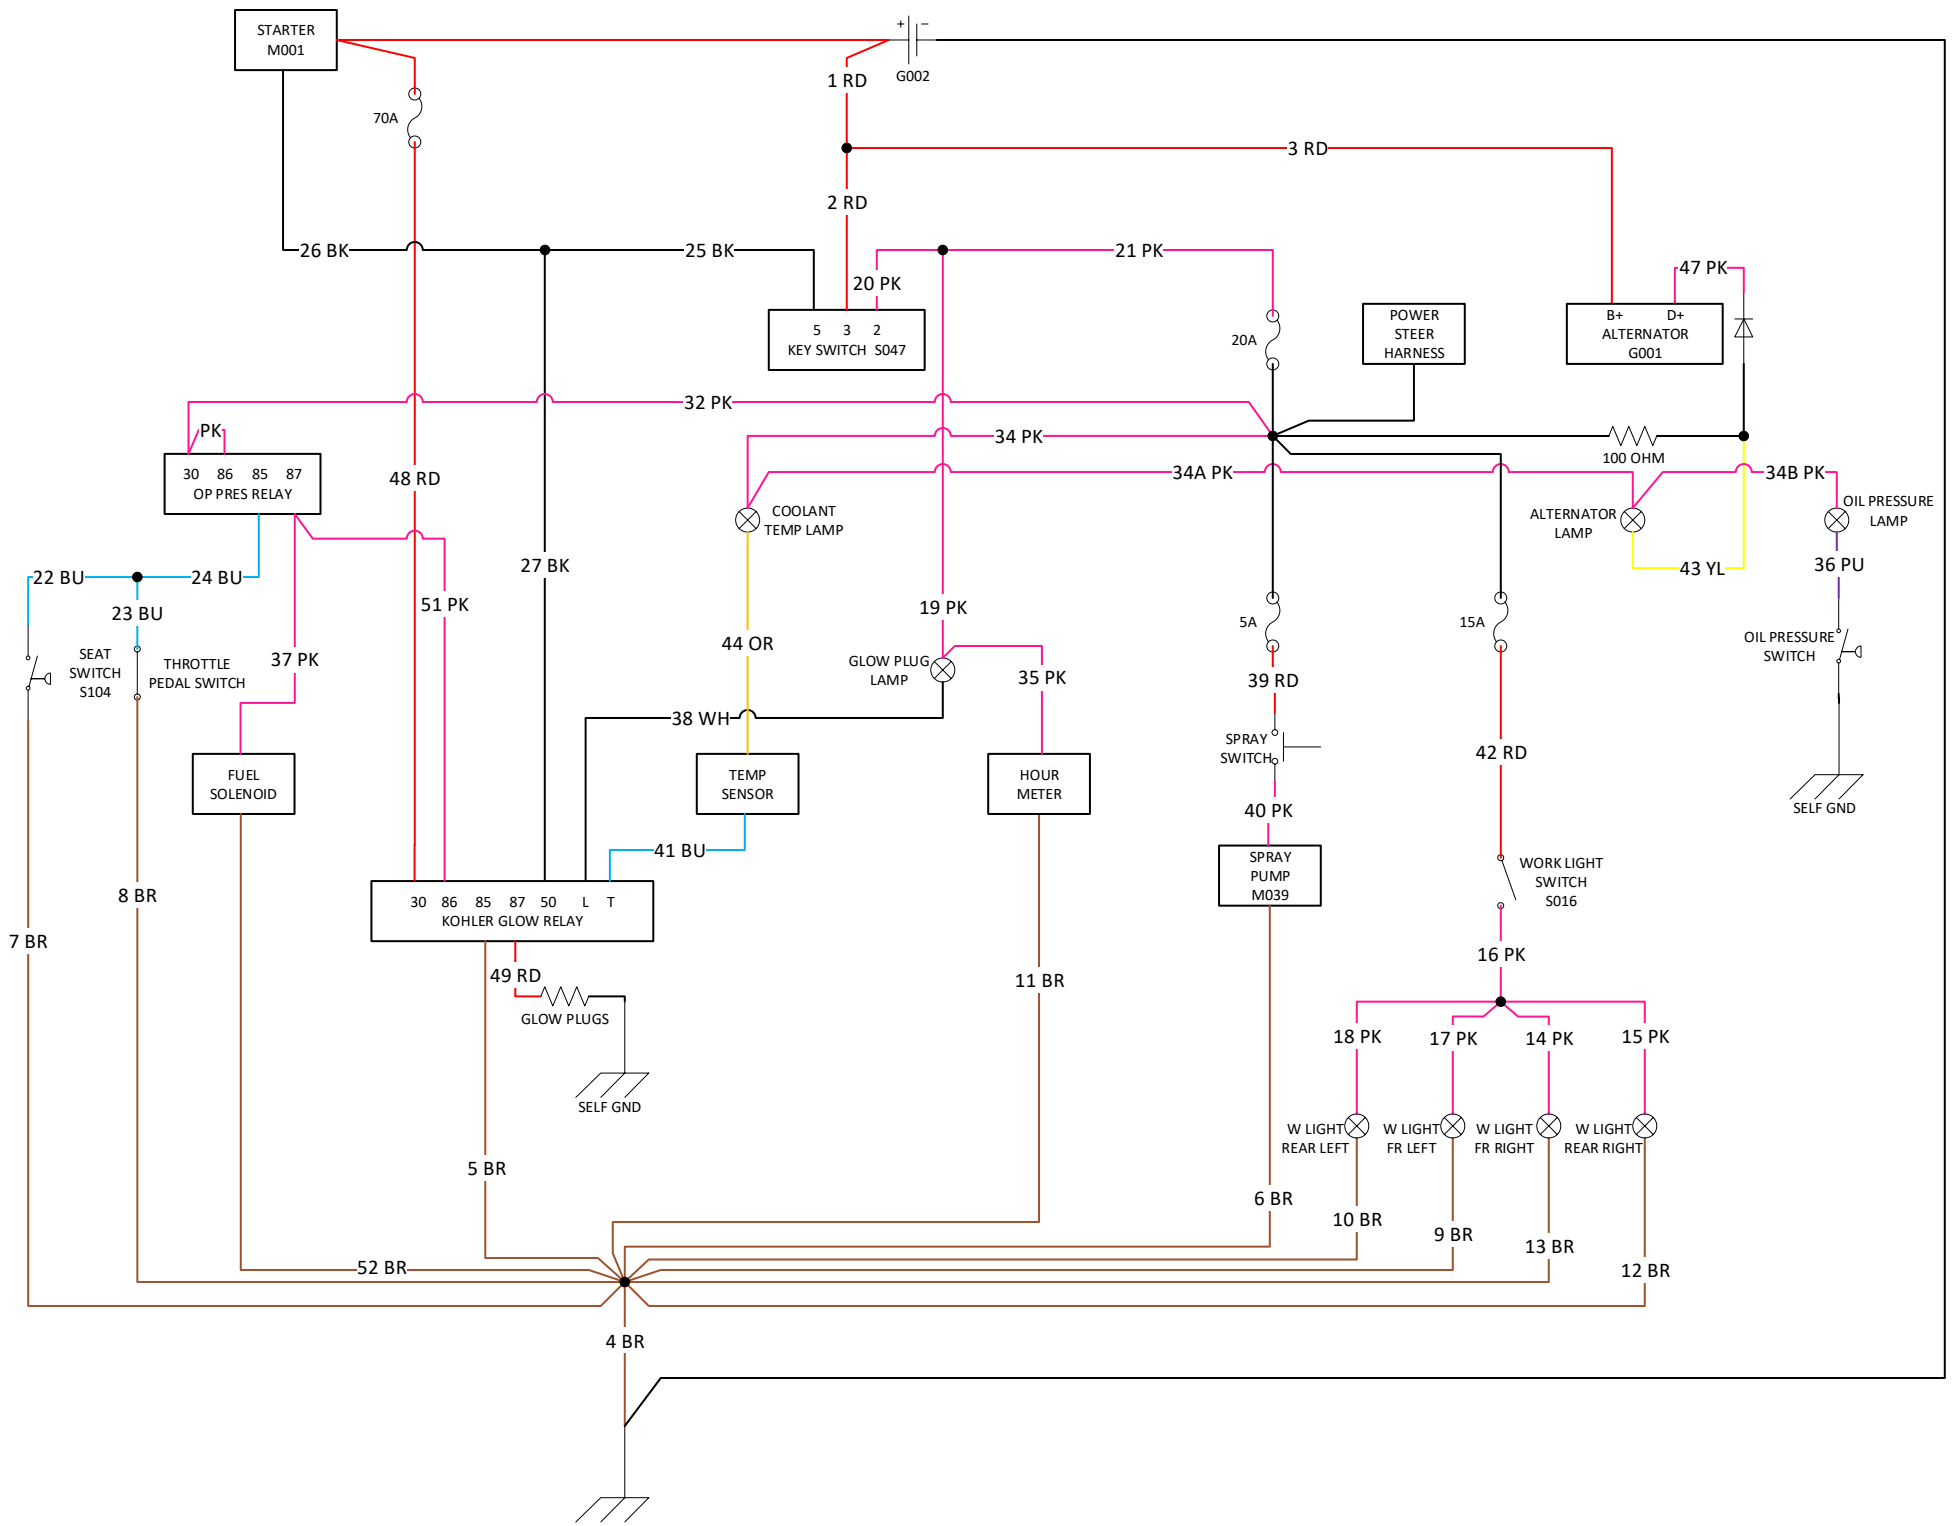 STARTER
M001
+
−
G002
1 RD
70A
3 RD
2 RD
26 BK
25 BK
21 PK
20 PK
47 PK
5 3 2
KEY SWITCH S047
20A
POWER
STEER
HARNESS
B+ D+
ALTERNATOR
G001
32 PK
PK
34 PK
100 OHM
30 86 85 87
OP PRES RELAY
48 RD
34A PK
34B PK
COOLANT
TEMP LAMP
ALTERNATOR
LAMP
OIL PRESSURE
LAMP
27 BK
43 YL
36 PU
22 BU
24 BU
23 BU
51 PK
19 PK
5A
15A
SEAT
SWITCH
S104
THROTTLE
PEDAL SWITCH
37 PK
44 OR
GLOW PLUG
LAMP
35 PK
39 RD
OIL PRESSURE
SWITCH
38 WH
SPRAY
SWITCH
42 RD
FUEL
SOLENOID
TEMP
SENSOR
HOUR
METER
40 PK
SELF GND
41 BU
SPRAY
PUMP
M039
WORK LIGHT
SWITCH
S016
8 BR
30 86 85 87 50 L T
KOHLER GLOW RELAY
7 BR
16 PK
49 RD
11 BR
GLOW PLUGS
18 PK
17 PK
14 PK
15 PK
SELF GND
W LIGHT
REAR LEFT
W LIGHT
FR LEFT
W LIGHT
FR RIGHT
W LIGHT
REAR RIGHT
5 BR
6 BR
10 BR
9 BR
13 BR
12 BR
52 BR
4 BR